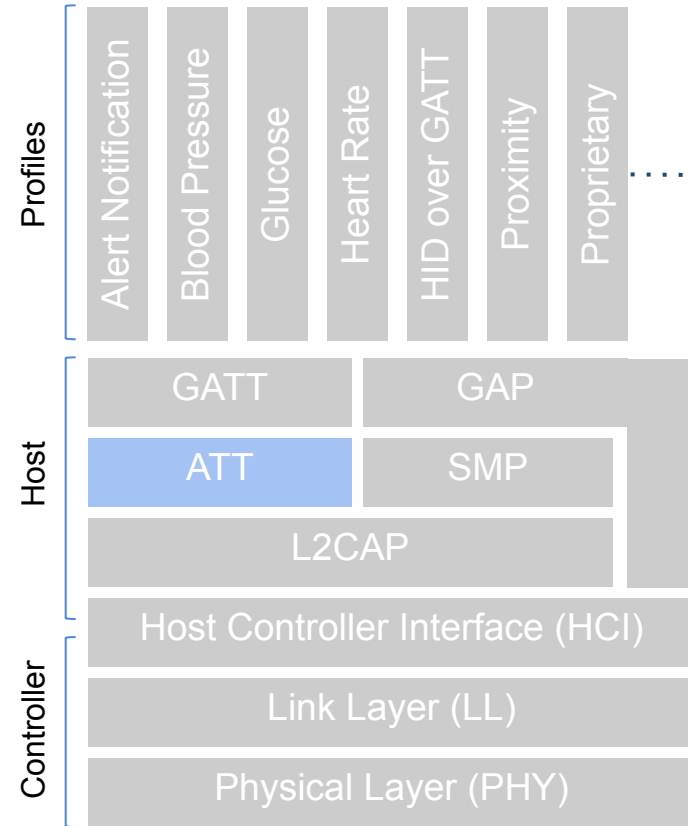 Profiles
Alert Notification
Blood Pressure
Glucose
Heart Rate
HID over GATT
Proximity
Proprietary
.....
Host
GATT
GAP
ATT
SMP
L2CAP
Host Controller Interface (HCI)
Controller
Link Layer (LL)
Physical Layer (PHY)